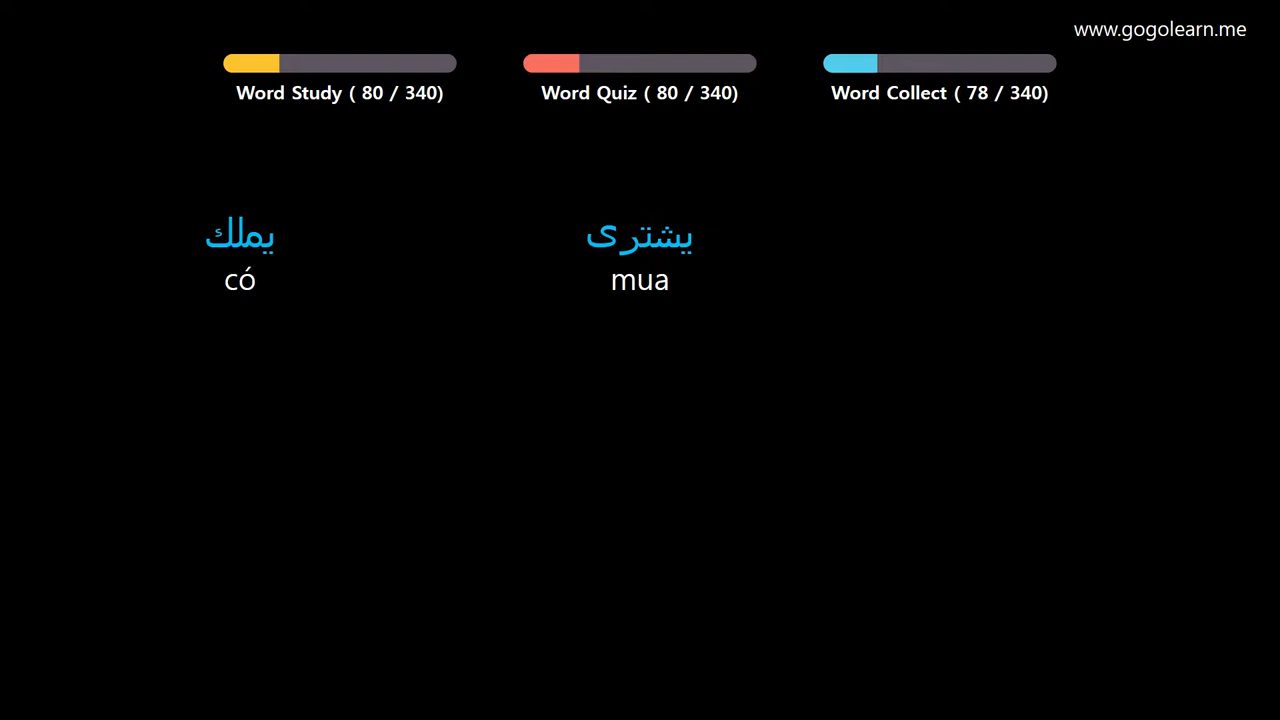 www.gogolearn.me
Word Study ( 80 / 340)
Word Quiz ( 80 / 340)
Word Collect ( 78 / 340)
يملك
có
يشترى
mua